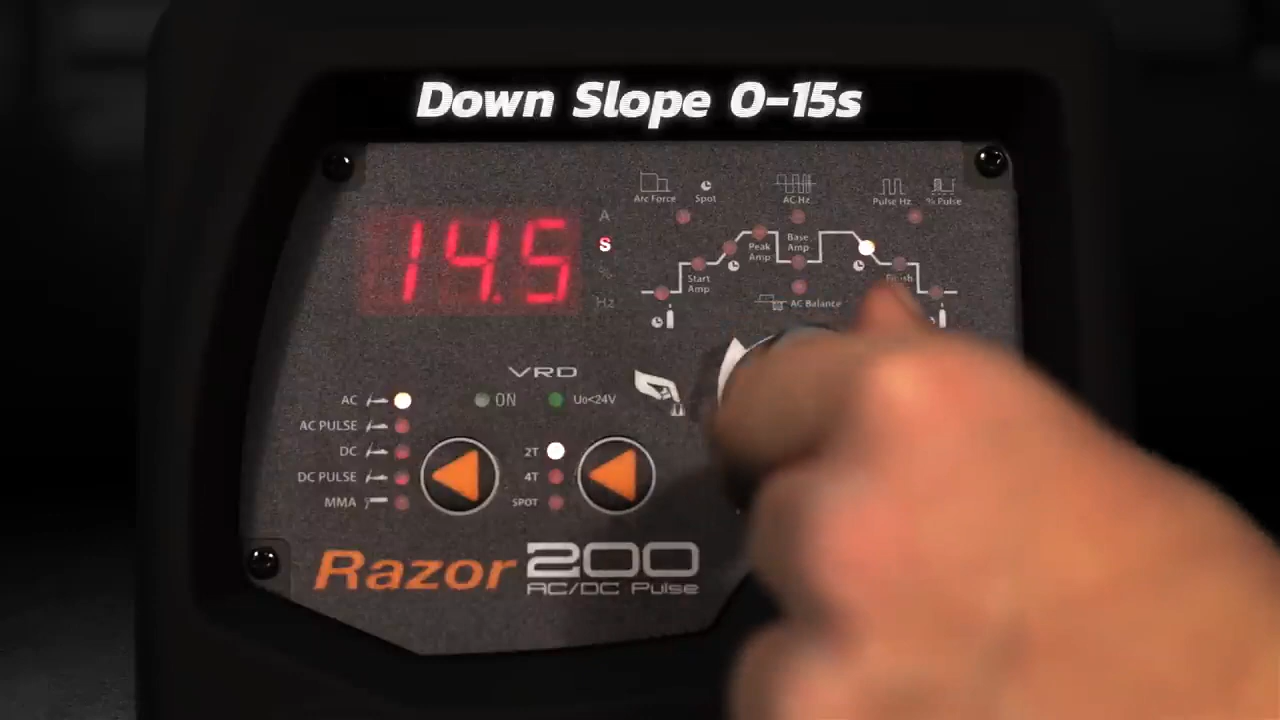 Down Slope 0-15s
14.5
A
S
%
Hz
Arc Force
Spot
AC Hz
Pulse Hz
% Pulse
Peak Amp
Base Amp
Start Amp
Finish
AC Balance
VRD
ON
Uo<24V
AC
AC PULSE
DC
DC PULSE
MMA
2T
4T
SPOT
Razor 200
AC/DC Pulse